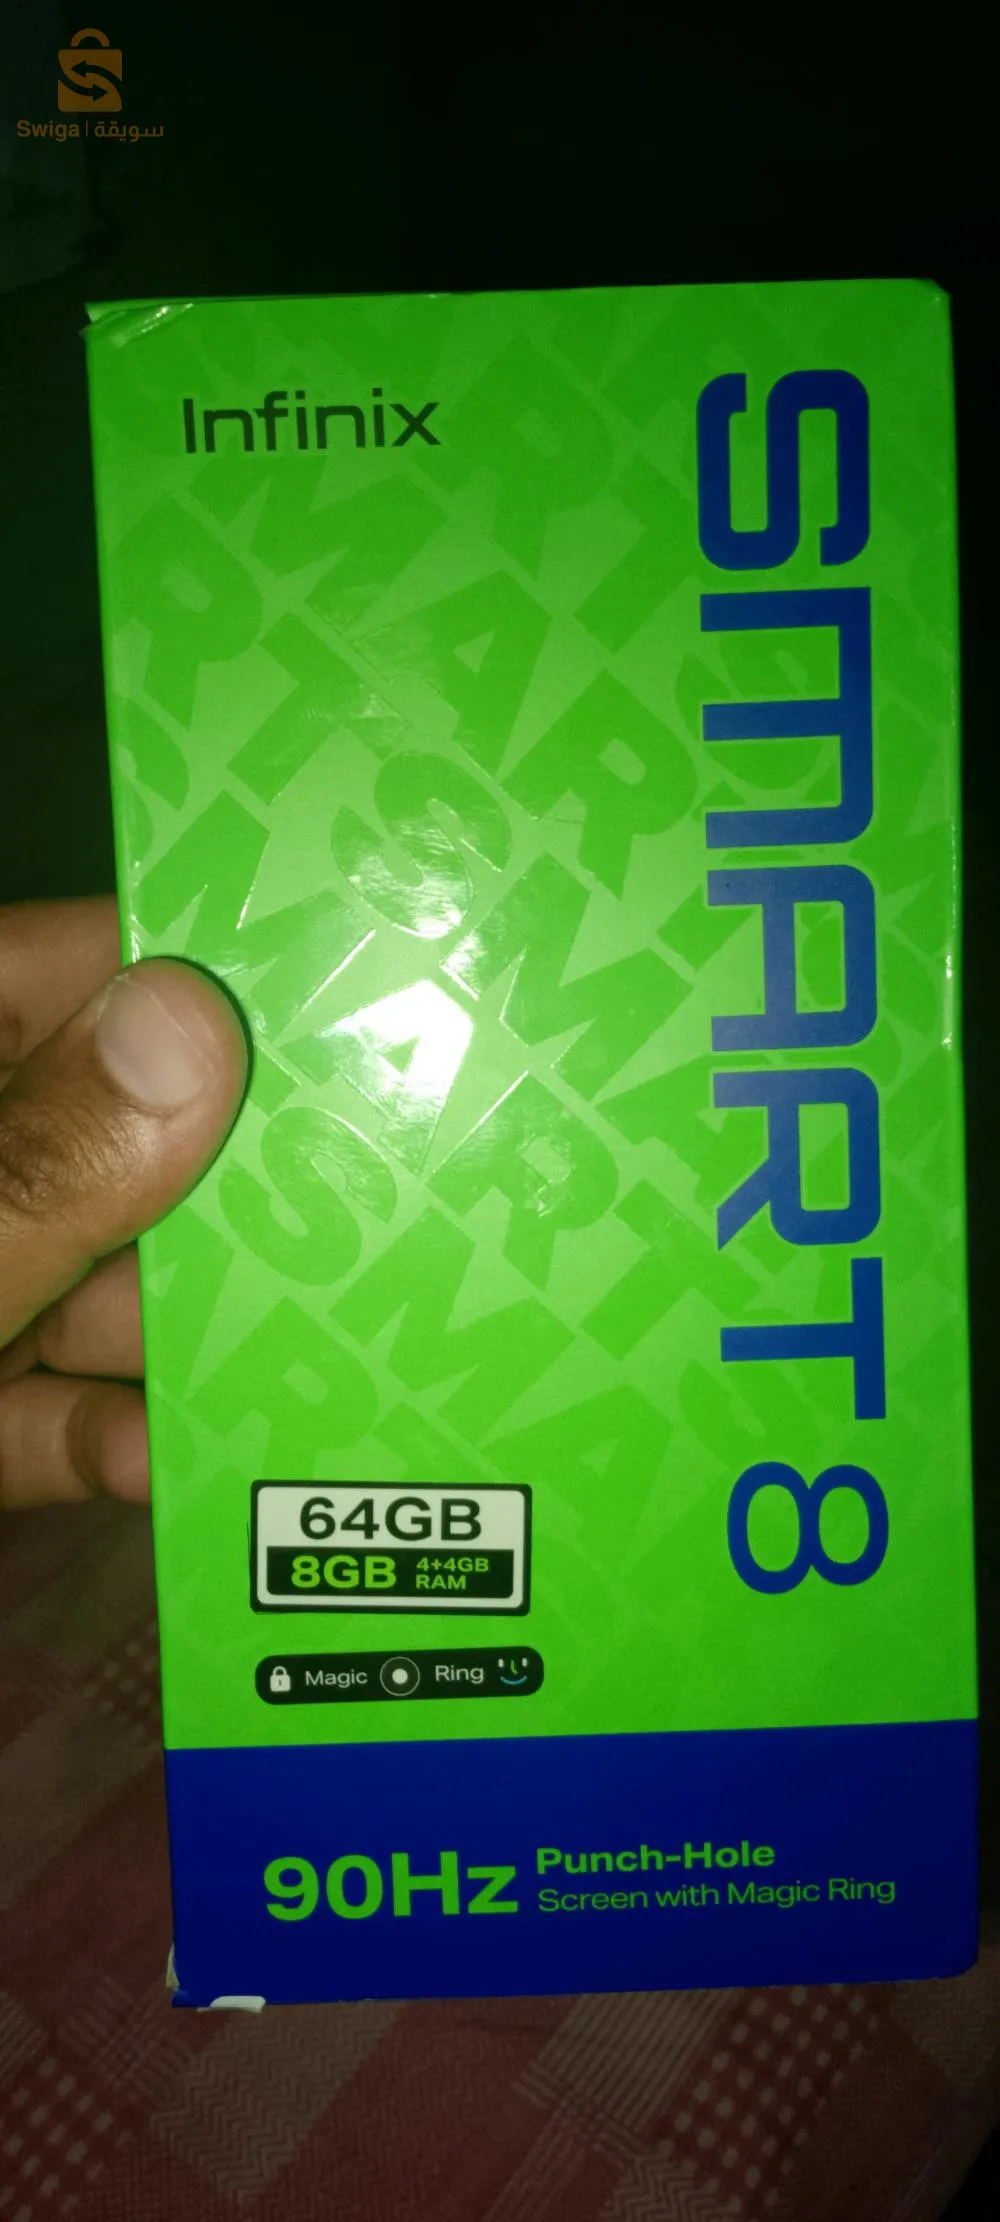 Swiga | سويقة
Infinix
SMART 8
64GB
8GB 4+4GB RAM
Magic Ring
90Hz Punch-Hole
Screen with Magic Ring